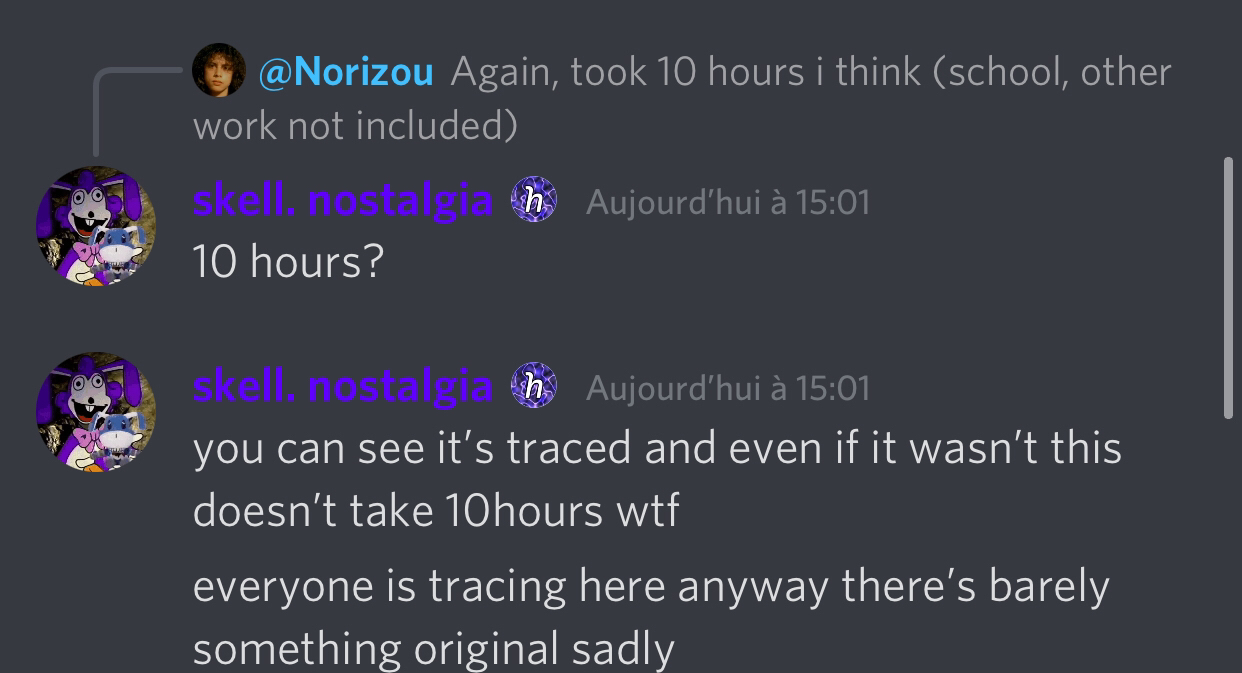 @Norizou Again, took 10 hours i think (school, other
work not included)
skell. nostalgia h Aujourd’hui à 15:01
10 hours?
skell. nostalgia h Aujourd’hui à 15:01
you can see it’s traced and even if it wasn’t this
doesn’t take 10hours wtf
everyone is tracing here anyway there’s barely
something original sadly